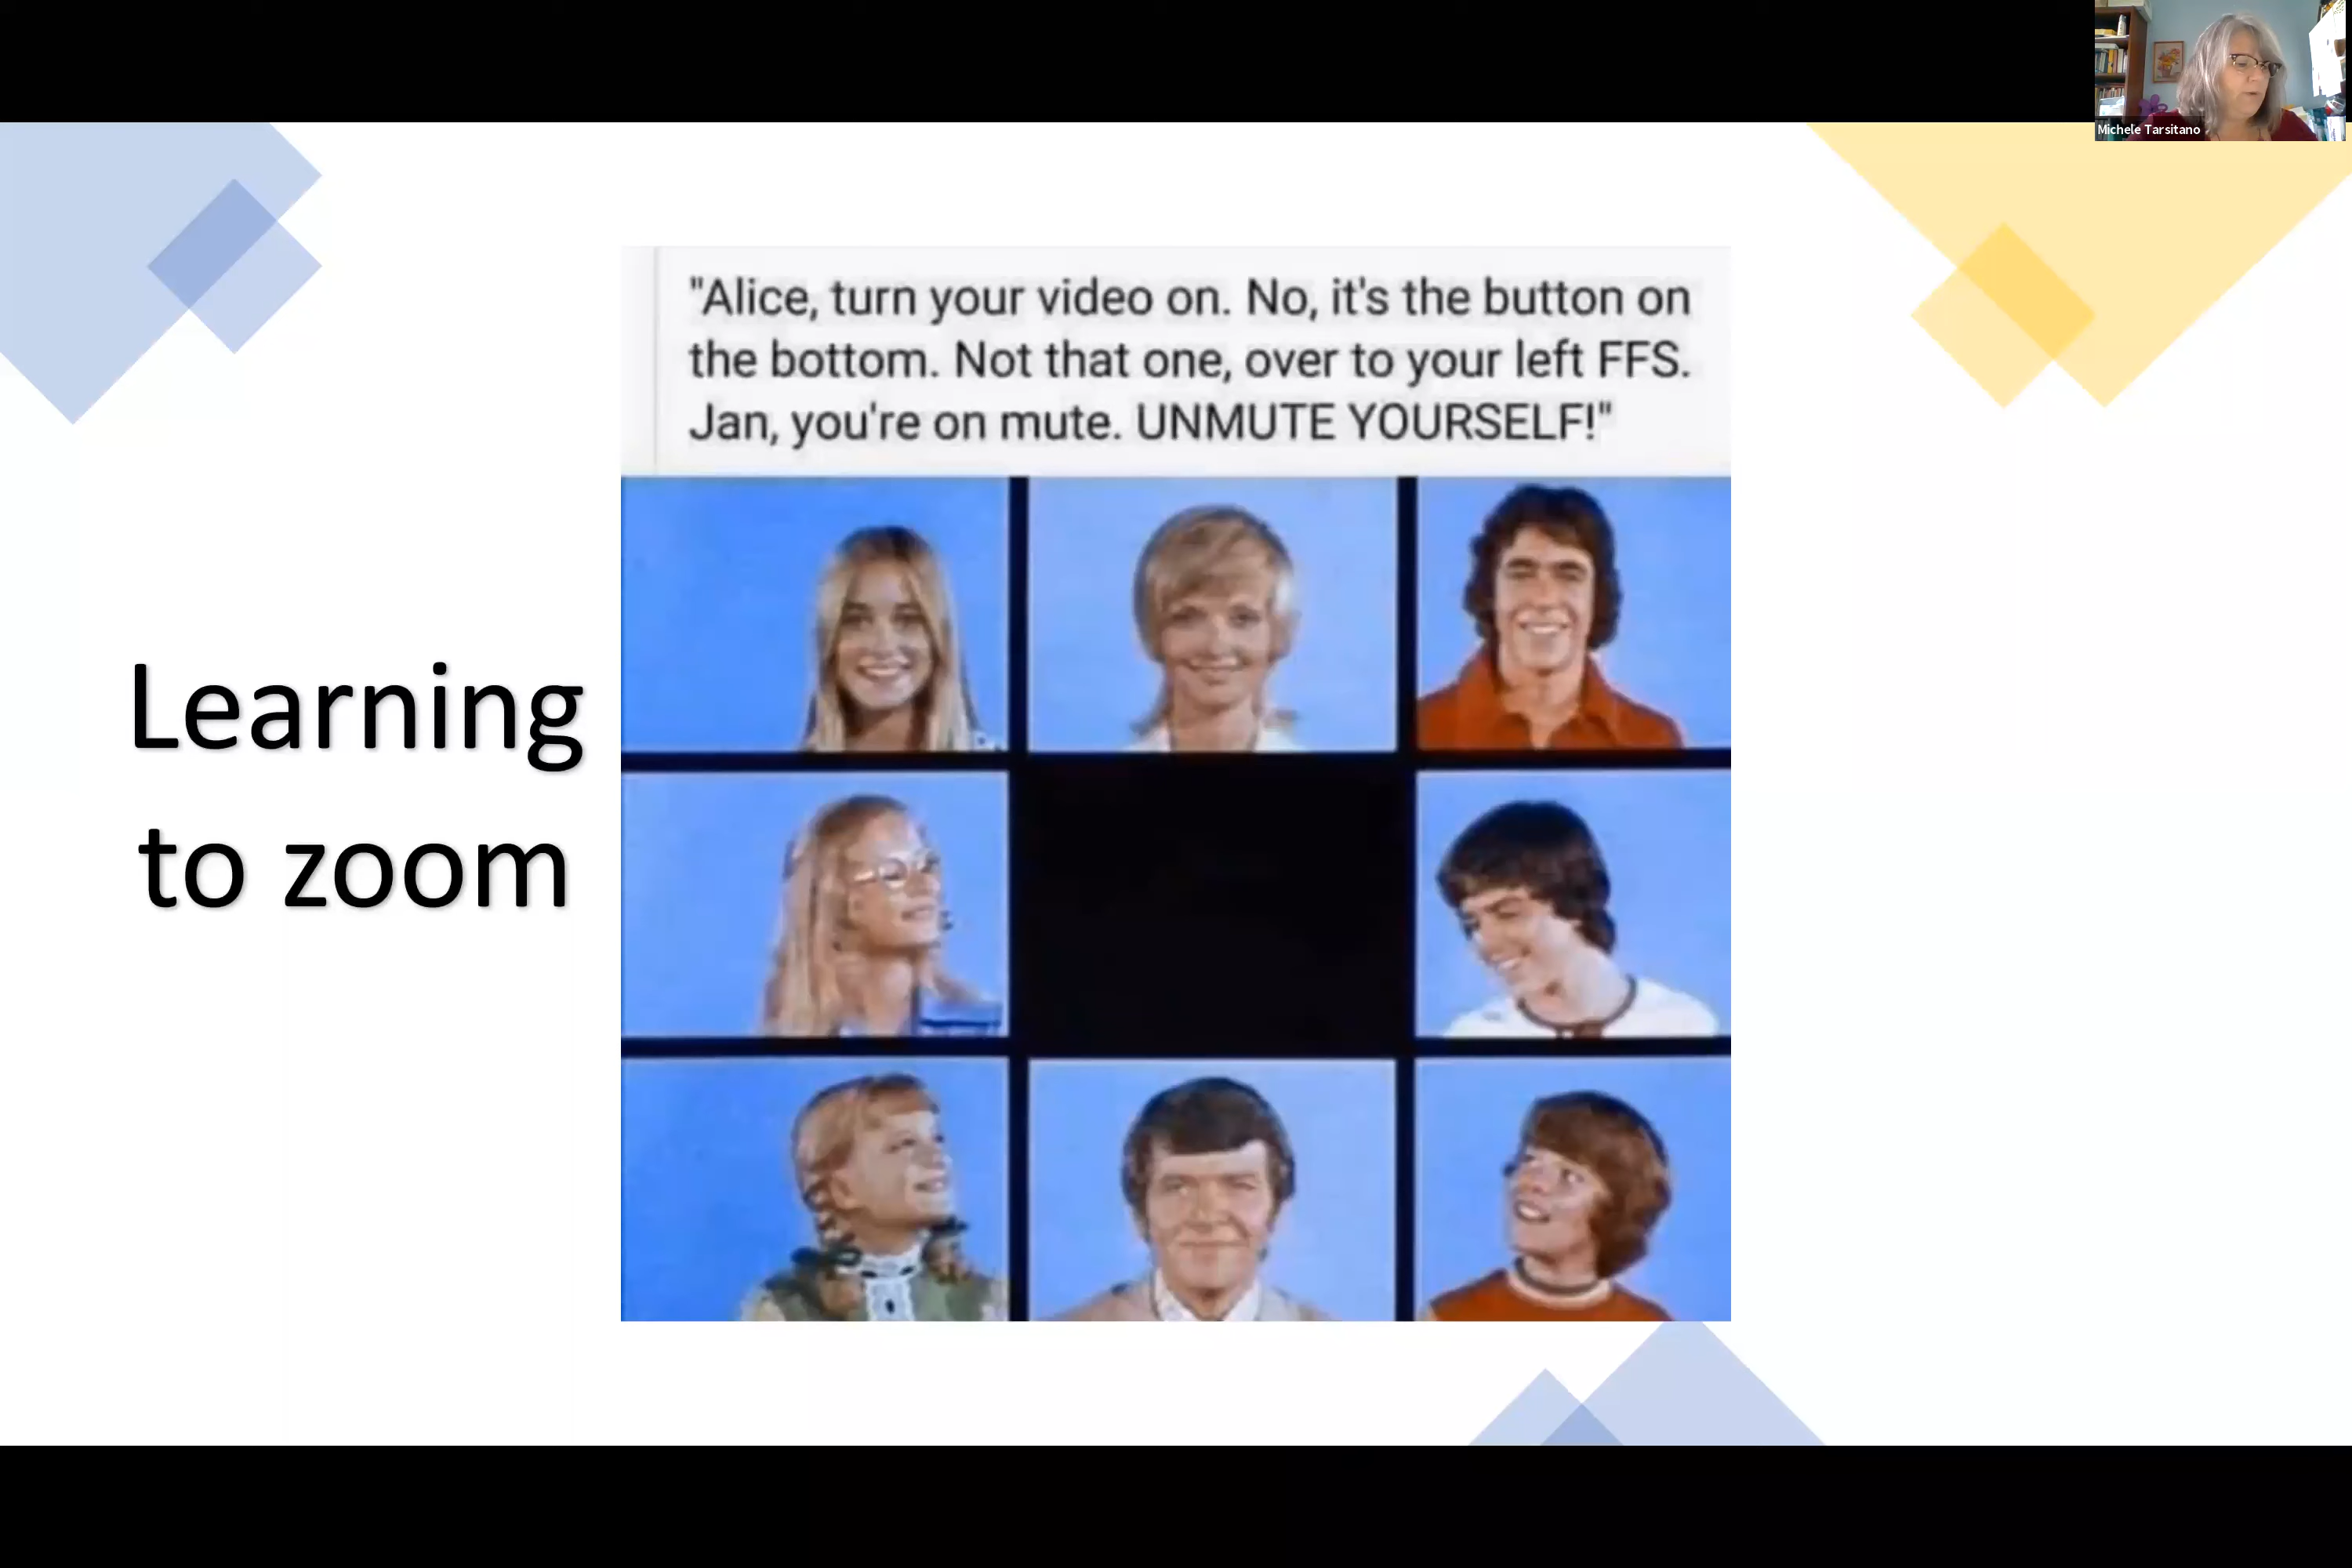 Michele Tarsitano
"Alice, turn your video on. No, it's the button on
the bottom. Not that one, over to your left FFS.
Jan, you're on mute. UNMUTE YOURSELF!"
Learning
to zoom